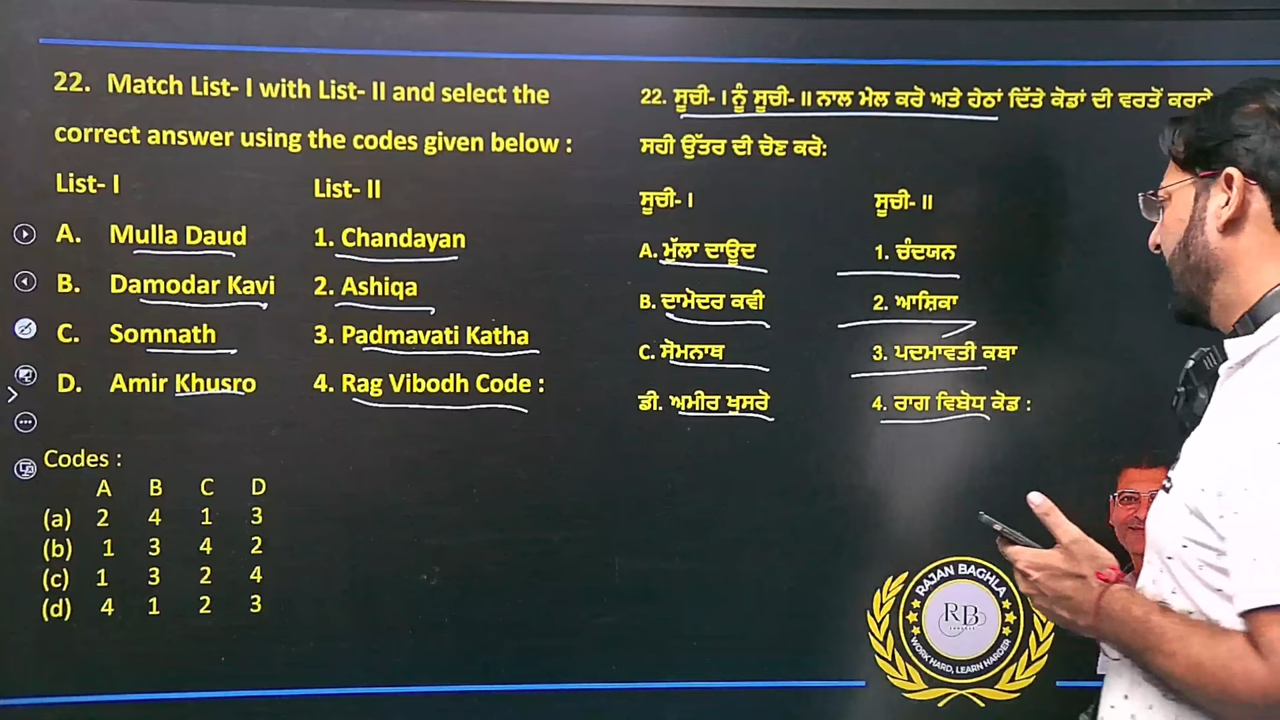 22. Match List- I with List- II and select the
correct answer using the codes given below :
List- I List- II
A. Mulla Daud 1. Chandayan
B. Damodar Kavi 2. Ashiqa
C. Somnath 3. Padmavati Katha
D. Amir Khusro 4. Rag Vibodh Code :
Codes :
A B C D
(a) 2 4 1 3
(b) 1 3 4 2
(c) 1 3 2 4
(d) 4 1 2 3
22. ਸੂਚੀ- I ਨੂੰ ਸੂਚੀ- II ਨਾਲ ਮੇਲ ਕਰੋ ਅਤੇ ਹੇਠਾਂ ਦਿੱਤੇ ਕੋਡਾਂ ਦੀ ਵਰਤੋਂ ਕਰਕੇ
ਸਹੀ ਉੱਤਰ ਦੀ ਚੋਣ ਕਰੋ:
ਸੂਚੀ- I ਸੂਚੀ- II
A. ਮੁੱਲਾ ਦਾਊਦ 1. ਚੰਦਯਨ
B. ਦਾਮੋਦਰ ਕਵੀ 2. ਆਸ਼ਿਕਾ
C. ਸੋਮਨਾਥ 3. ਪਦਮਾਵਤੀ ਕਥਾ
ਡੀ. ਅਮੀਰ ਖੁਸਰੋ 4. ਰਾਗ ਵਿਬੋਧ ਕੋਡ :
RAJAN BAGHLA
RB
WORK HARD, LEARN HARDER